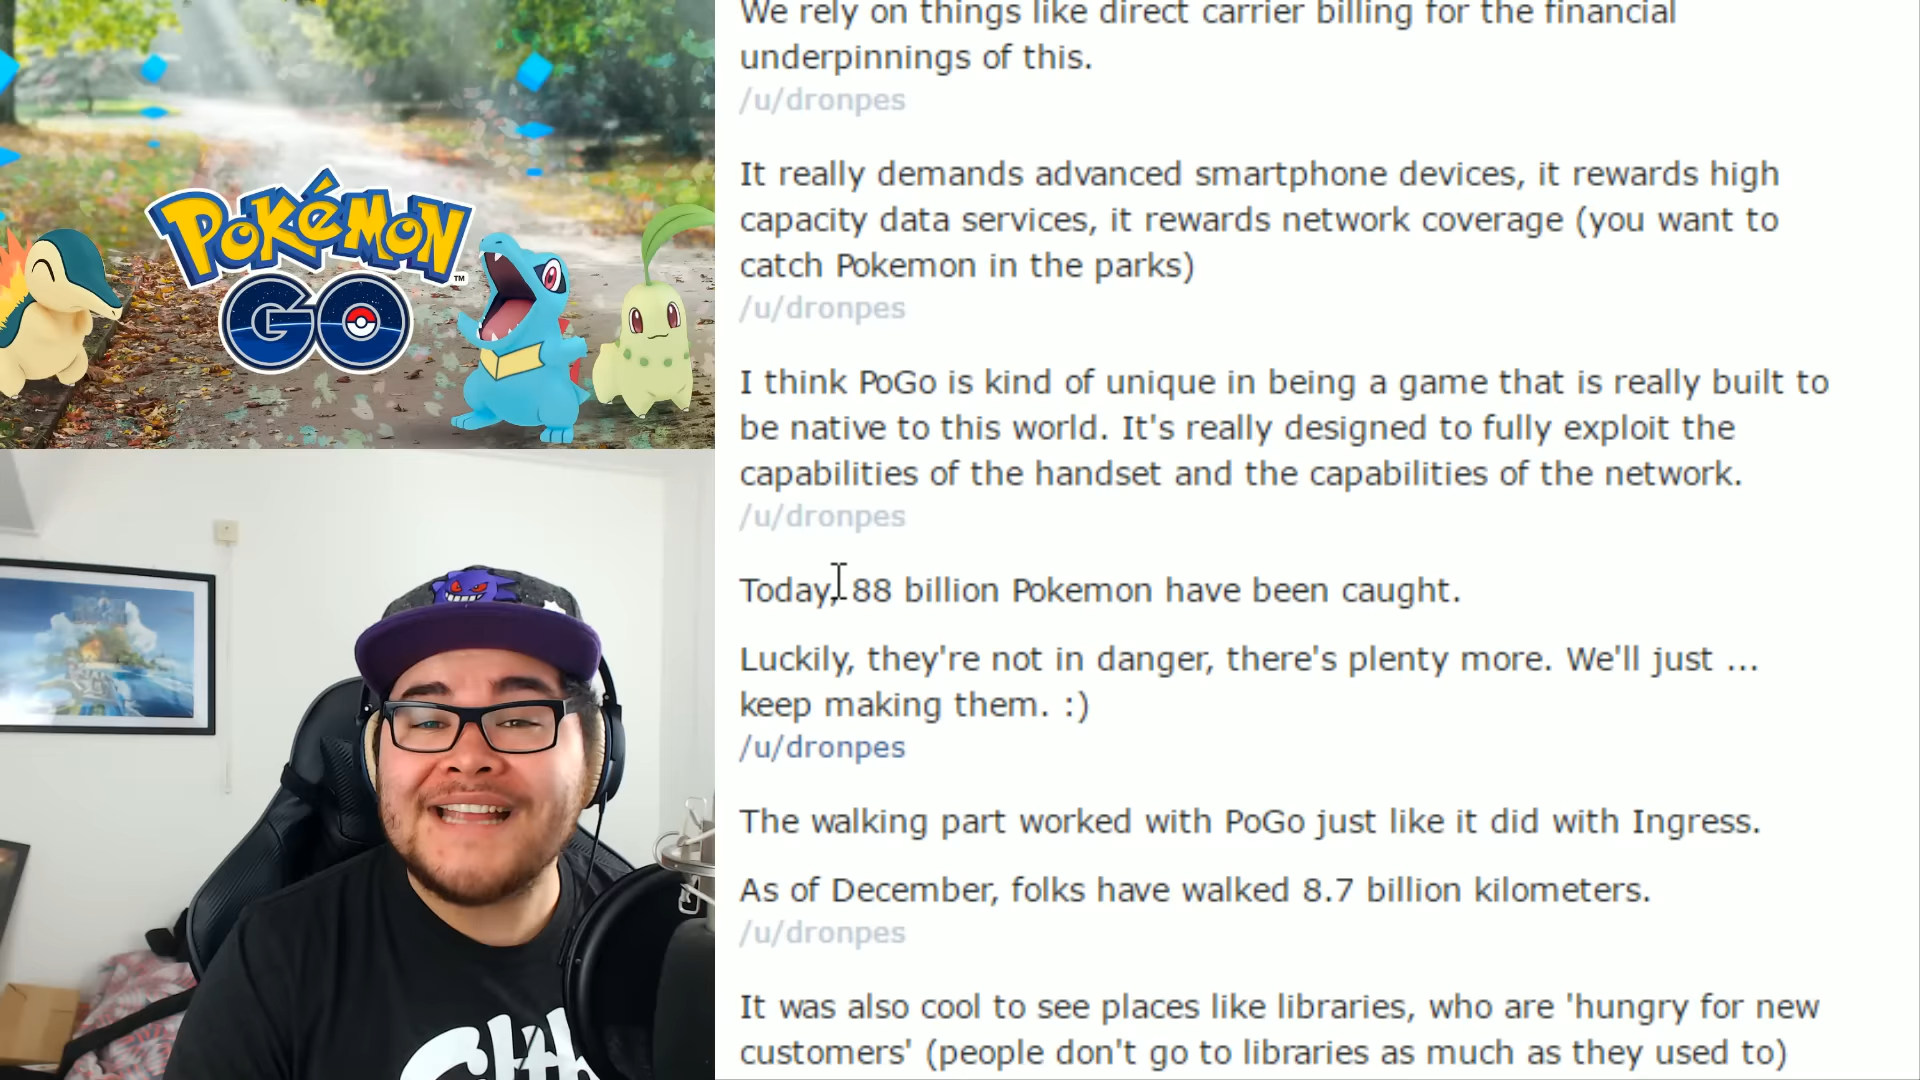 POKÉMON
GO
TM
We rely on things like direct carrier billing for the financial
underpinnings of this.
/u/dronpes
It really demands advanced smartphone devices, it rewards high
capacity data services, it rewards network coverage (you want to
catch Pokemon in the parks)
/u/dronpes
I think PoGo is kind of unique in being a game that is really built to
be native to this world. It's really designed to fully exploit the
capabilities of the handset and the capabilities of the network.
/u/dronpes
Today, 88 billion Pokemon have been caught.
Luckily, they're not in danger, there's plenty more. We'll just ...
keep making them. :)
/u/dronpes
The walking part worked with PoGo just like it did with Ingress.
As of December, folks have walked 8.7 billion kilometers.
/u/dronpes
It was also cool to see places like libraries, who are 'hungry for new
customers' (people don't go to libraries as much as they used to)